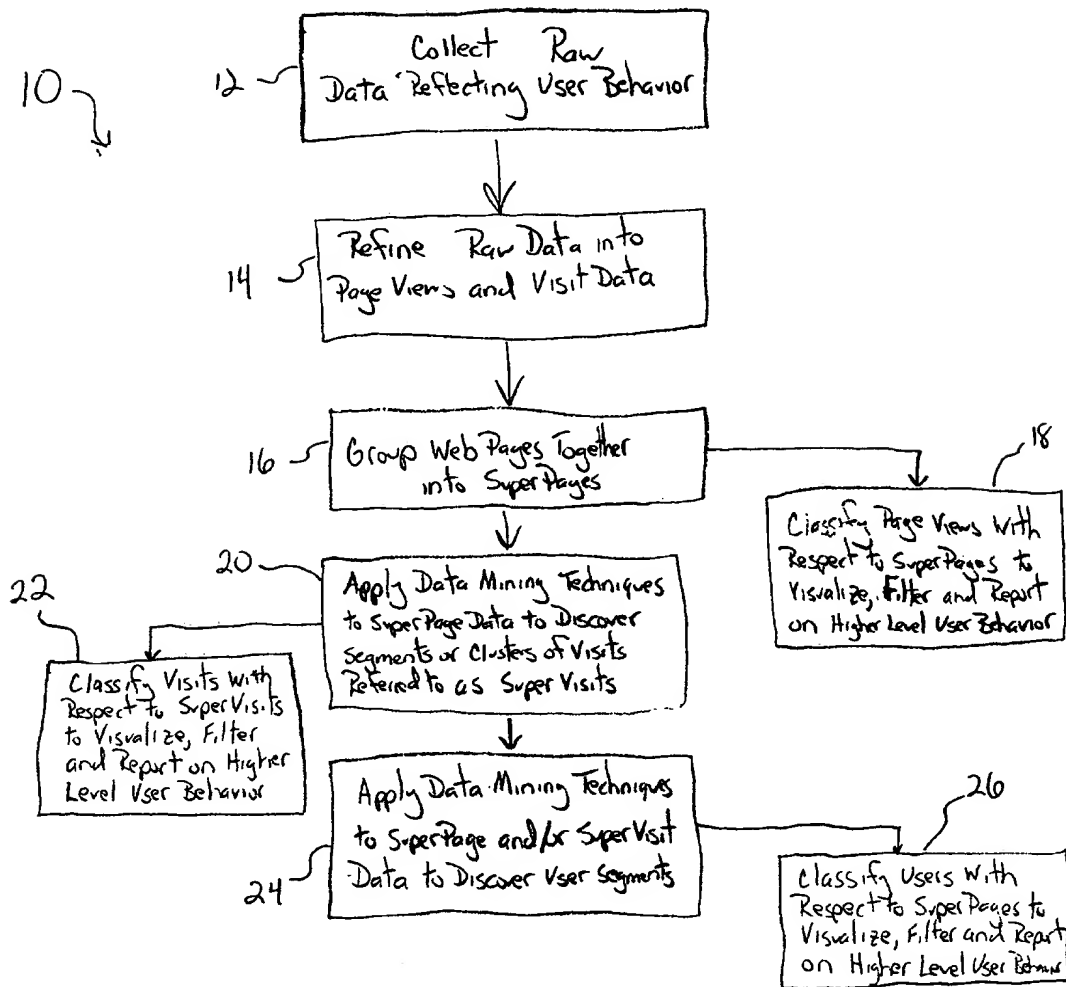 10
12
Collect Raw
Data Reflecting User Behavior
14
Refine Raw Data into
Page Views and Visit Data
16
Group Web Pages Together
into SuperPages
18
Classify Page Views With
Respect to SuperPages to
Visualize, Filter and Report
on Higher Level User Behavior
20
Apply Data Mining Techniques
to SuperPage Data to Discover
Segments or Clusters of Visits
Referred to as Super Visits
22
Classify Visits With
Respect to SuperVisits
to Visualize, Filter
and Report on Higher
Level User Behavior
24
Apply Data Mining Techniques
to SuperPage and/or SuperVisit
Data to Discover User Segments
26
Classify Users With
Respect to SuperPages to
Visualize, Filter and Report
on Higher Level User Behavior